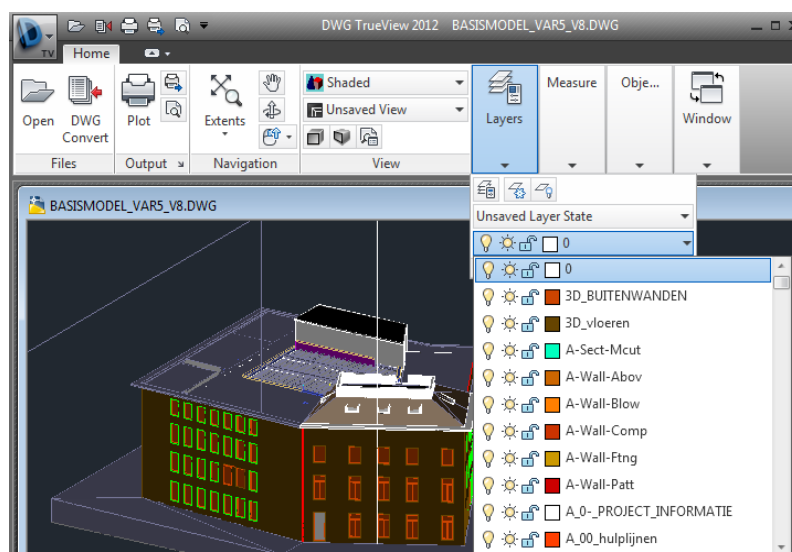 DWG TrueView 2012 BASISMODEL_VAR5_V8.DWG
TV
Home
Open
DWG Convert
Plot
Extents
Shaded
Unsaved View
Layers
Measure
Obje...
Window
Files
Output
Navigation
View
BASISMODEL_VAR5_V8.DWG
Unsaved Layer State
0
0
3D_BUITENWANDEN
3D_vloeren
A-Sect-Mcut
A-Wall-Abov
A-Wall-Blow
A-Wall-Comp
A-Wall-Ftng
A-Wall-Patt
A_0-_PROJECT_INFORMATIE
A_00_hulplijnen